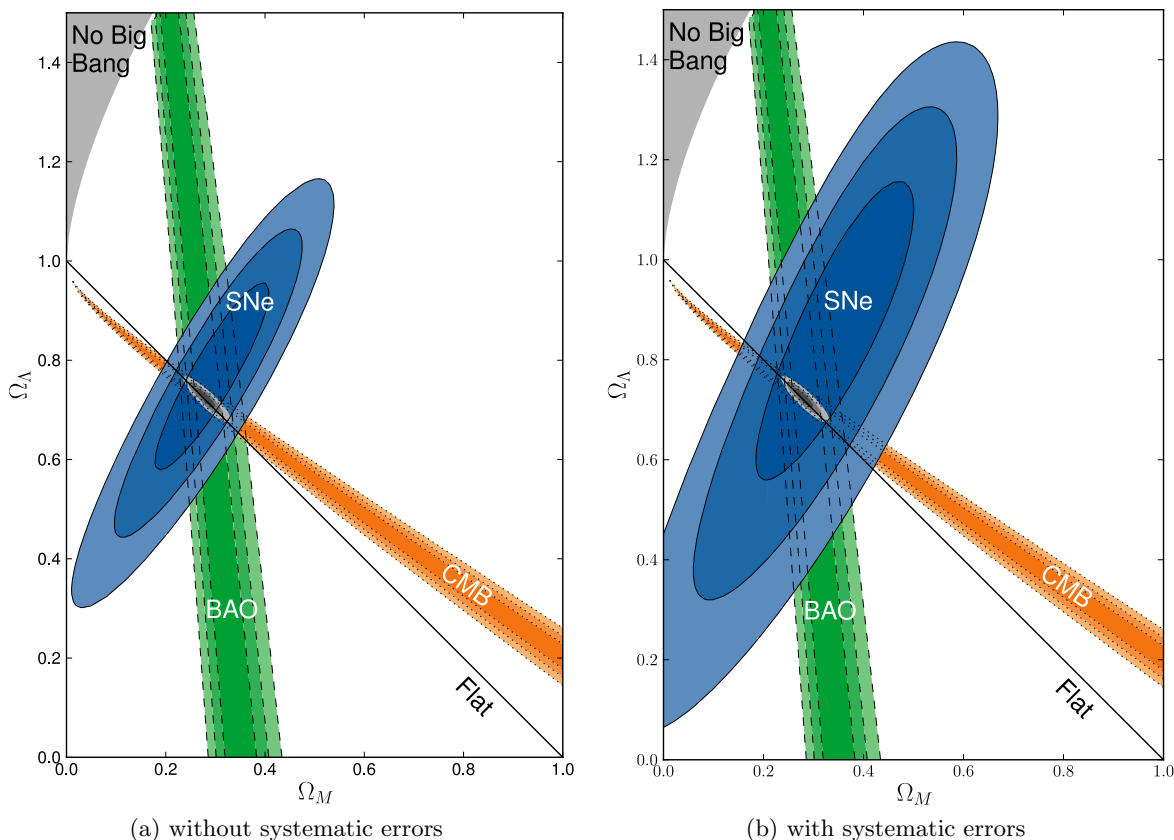 No Big
Bang
SNe
BAO
CMB
Flat
1.4
1.2
1.0
0.8
0.6
0.4
0.2
0.0
Ω_Λ
0.0 0.2 0.4 0.6 0.8 1.0
Ω_M
(a) without systematic errors
No Big
Bang
SNe
BAO
CMB
Flat
1.4
1.2
1.0
0.8
0.6
0.4
0.2
0.0
Ω_Λ
0.0 0.2 0.4 0.6 0.8 1.0
Ω_M
(b) with systematic errors